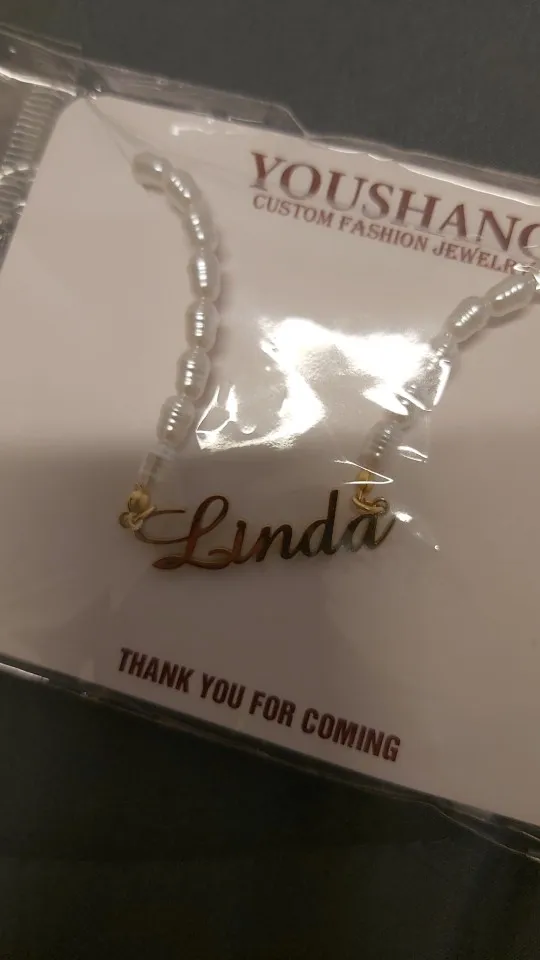 YOUSHANG
CUSTOM FASHION JEWELRY
Linda
THANK YOU FOR COMING